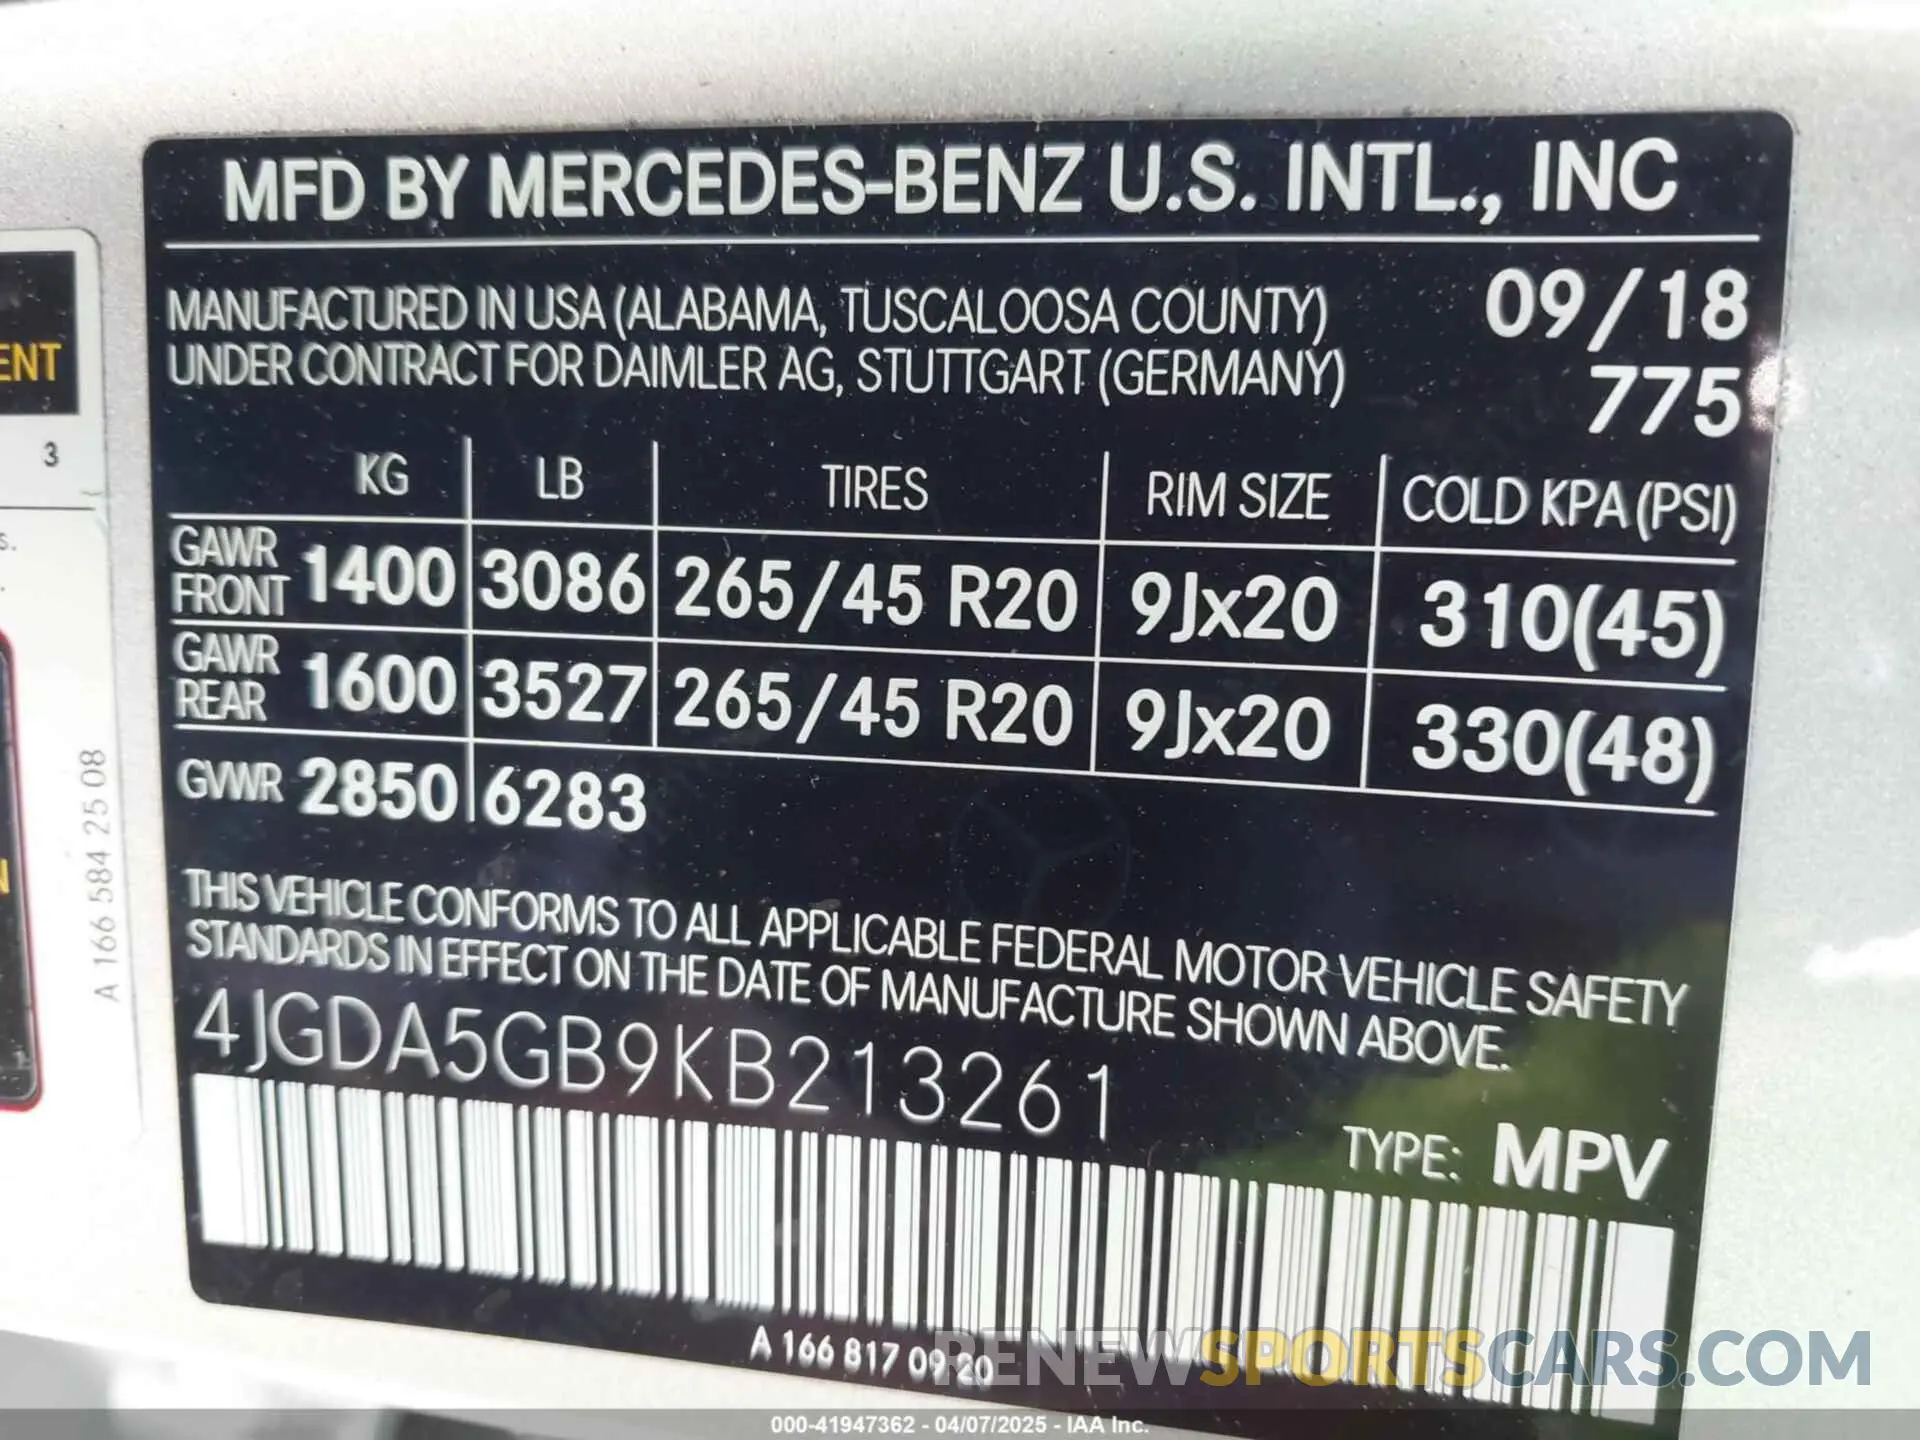 MFD BY MERCEDES-BENZ U.S. INTL., INC
MANUFACTURED IN USA (ALABAMA, TUSCALOOSA COUNTY) 09/18
UNDER CONTRACT FOR DAIMLER AG, STUTTGART (GERMANY) 775
KG LB TIRES RIM SIZE COLD KPA (PSI)
GAWR FRONT 1400 3086 265/45 R20 9Jx20 310(45)
GAWR REAR 1600 3527 265/45 R20 9Jx20 330(48)
GVWR 2850 6283
THIS VEHICLE CONFORMS TO ALL APPLICABLE FEDERAL MOTOR VEHICLE SAFETY
STANDARDS IN EFFECT ON THE DATE OF MANUFACTURE SHOWN ABOVE.
4JGDA5GB9KB213261
TYPE: MPV
A 166 817 09 20
ENT
3
s.
N
A 166 584 25 08
RENEWSPORTSCARS.COM
000-41947362 - 04/07/2025 - IAA Inc.